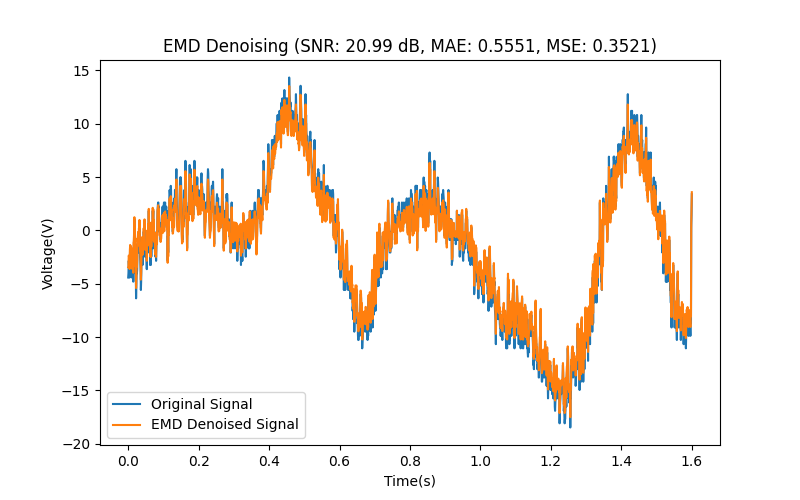 EMD Denoising (SNR: 20.99 dB, MAE: 0.5551, MSE: 0.3521)
15
10
5
0
−5
−10
−15
−20
Voltage(V)
Original Signal
EMD Denoised Signal
0.0 0.2 0.4 0.6 0.8 1.0 1.2 1.4 1.6
Time(s)